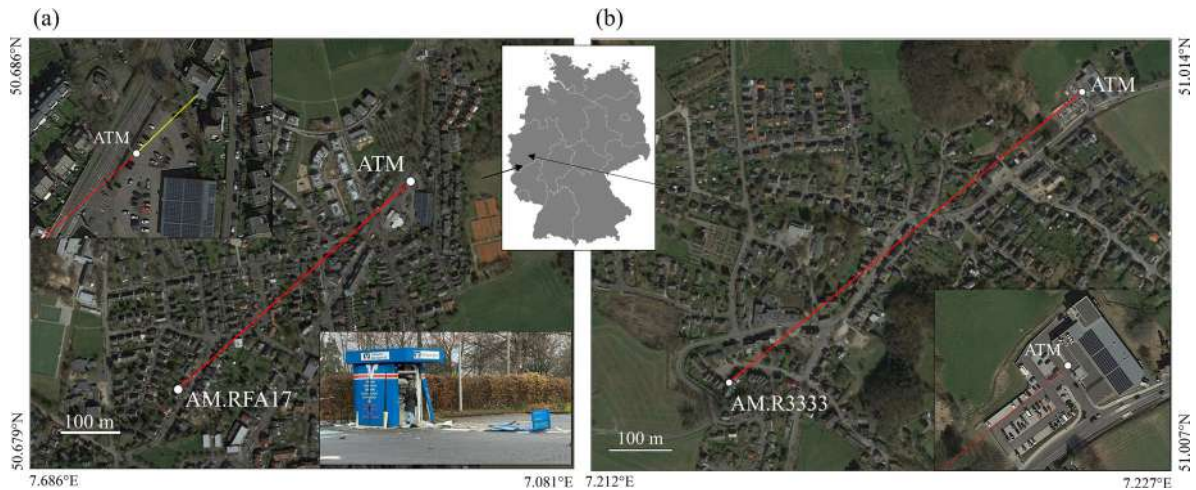 (a)
(b)
50.686°N
ATM
ATM
100 m
AM.RFA17
50.679°N
7.686°E
7.081°E
51.014°N
ATM
ATM
100 m
AM.R3333
51.007°N
7.212°E
7.227°E